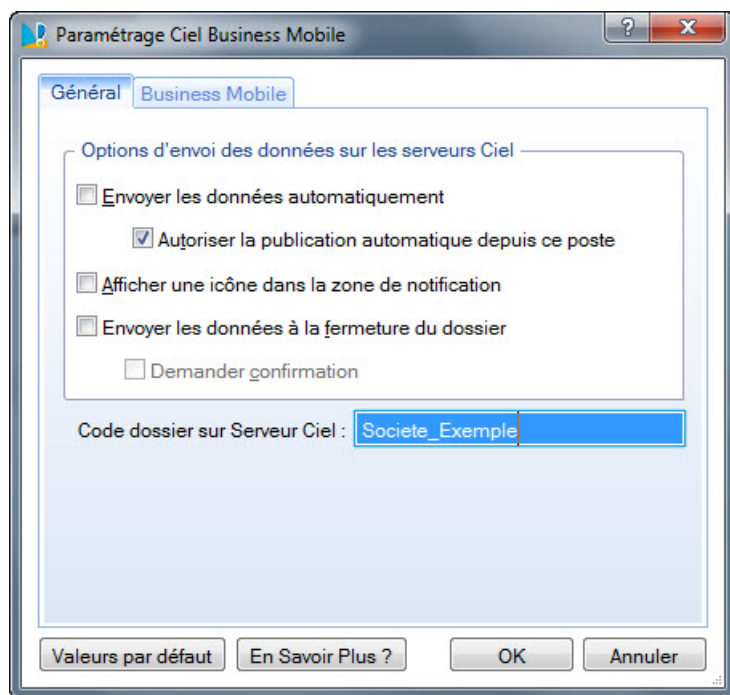 Paramétrage Ciel Business Mobile
?
X
Général
Business Mobile
Options d'envoi des données sur les serveurs Ciel
Envoyer les données automatiquement
Autoriser la publication automatique depuis ce poste
Afficher une icône dans la zone de notification
Envoyer les données à la fermeture du dossier
Demander confirmation
Code dossier sur Serveur Ciel : Societe_Exemple
Valeurs par défaut En Savoir Plus ? OK Annuler